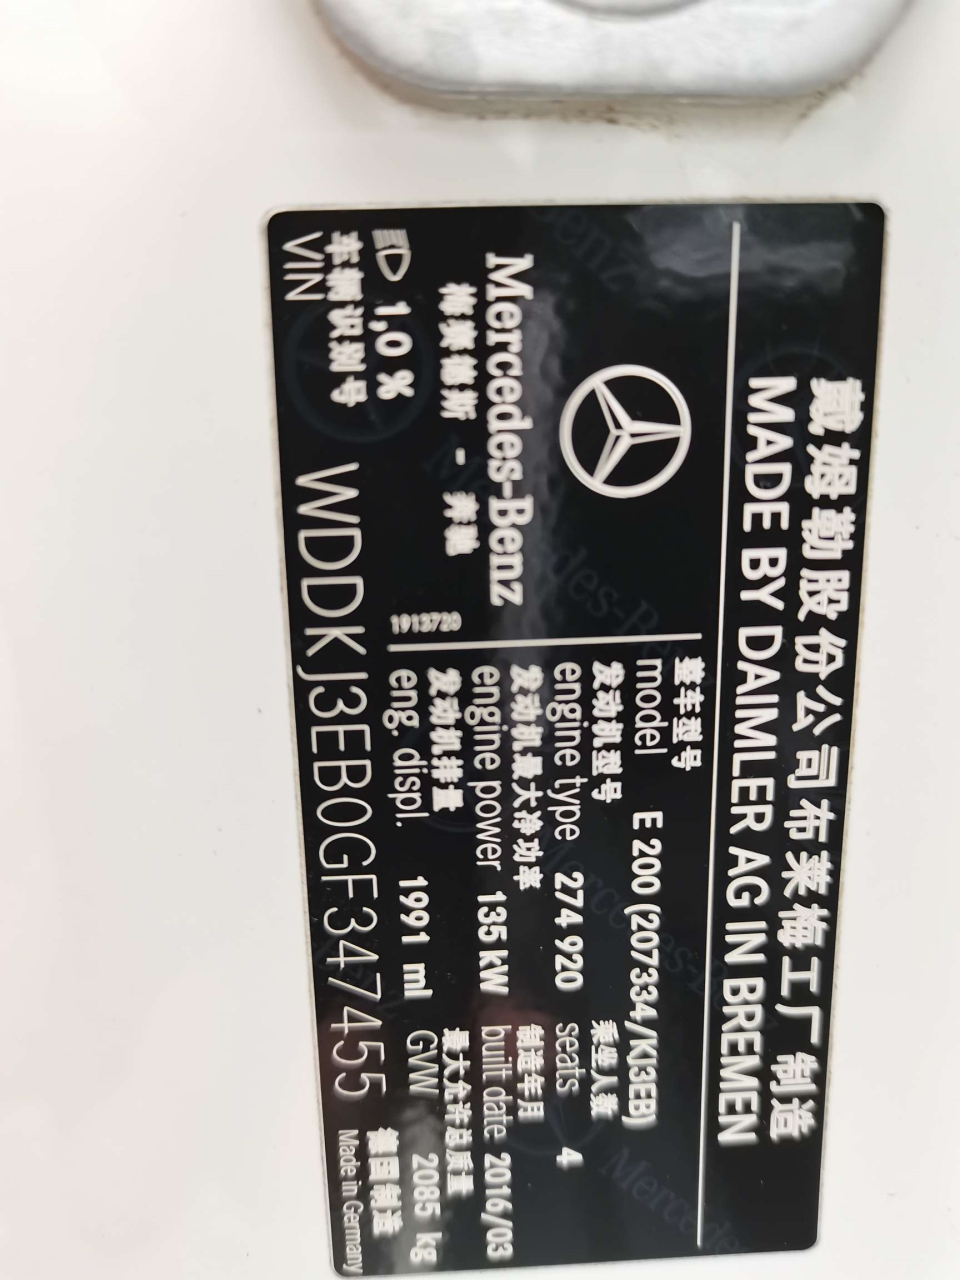 戴姆勒股份公司布莱梅工厂制造
MADE BY DAIMLER AG IN BREMEN
Mercedes-Benz
梅赛德斯 - 奔驰
1,0 %
1913720
整车型号
model E 200 (207334/KJ3EB)
发动机型号 乘坐人数
engine type 274 920 seats 4
发动机最大净功率 制造年月
engine power 135 kW built date 2016/03
发动机排量 最大允许总质量
eng. displ. 1991 ml GVW 2085 kg
车辆识别号 德国制造
VIN WDDKJ3EB0GF347455 Made in Germany